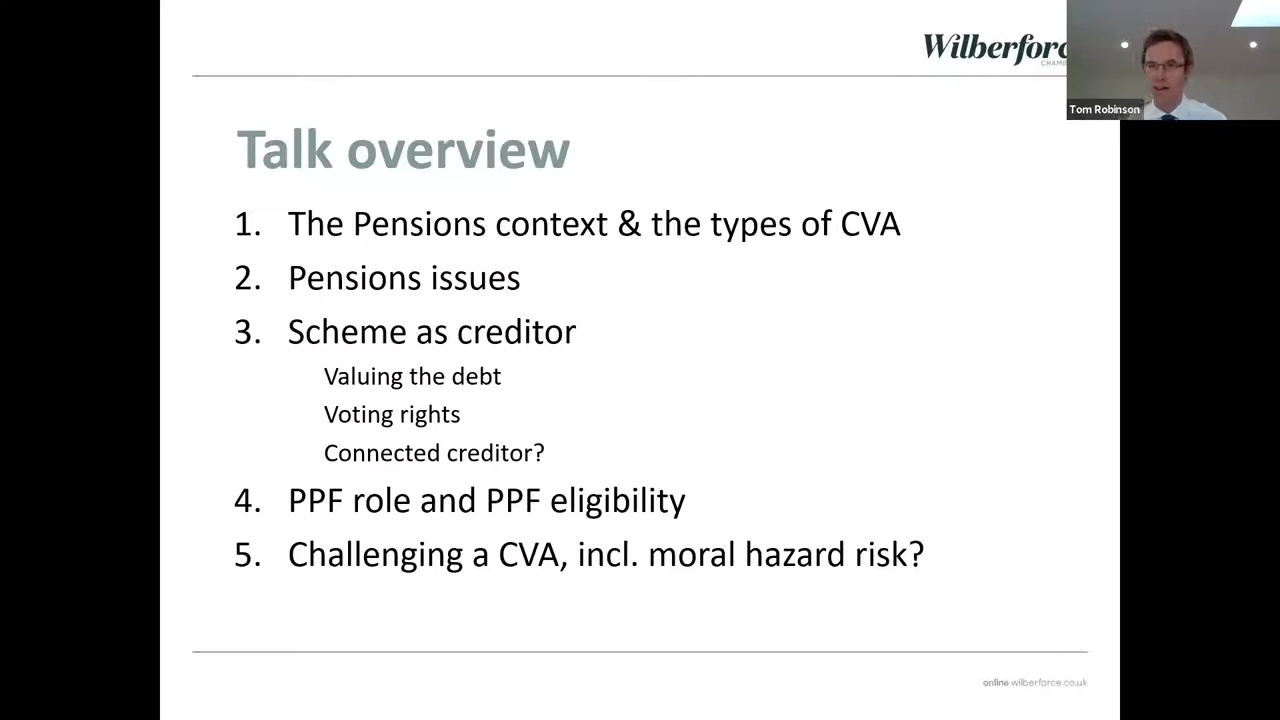 Wilberforc
CHAM
Tom Robinson
Talk overview
1. The Pensions context & the types of CVA
2. Pensions issues
3. Scheme as creditor
Valuing the debt
Voting rights
Connected creditor?
4. PPF role and PPF eligibility
5. Challenging a CVA, incl. moral hazard risk?
online.wilberforce.co.uk